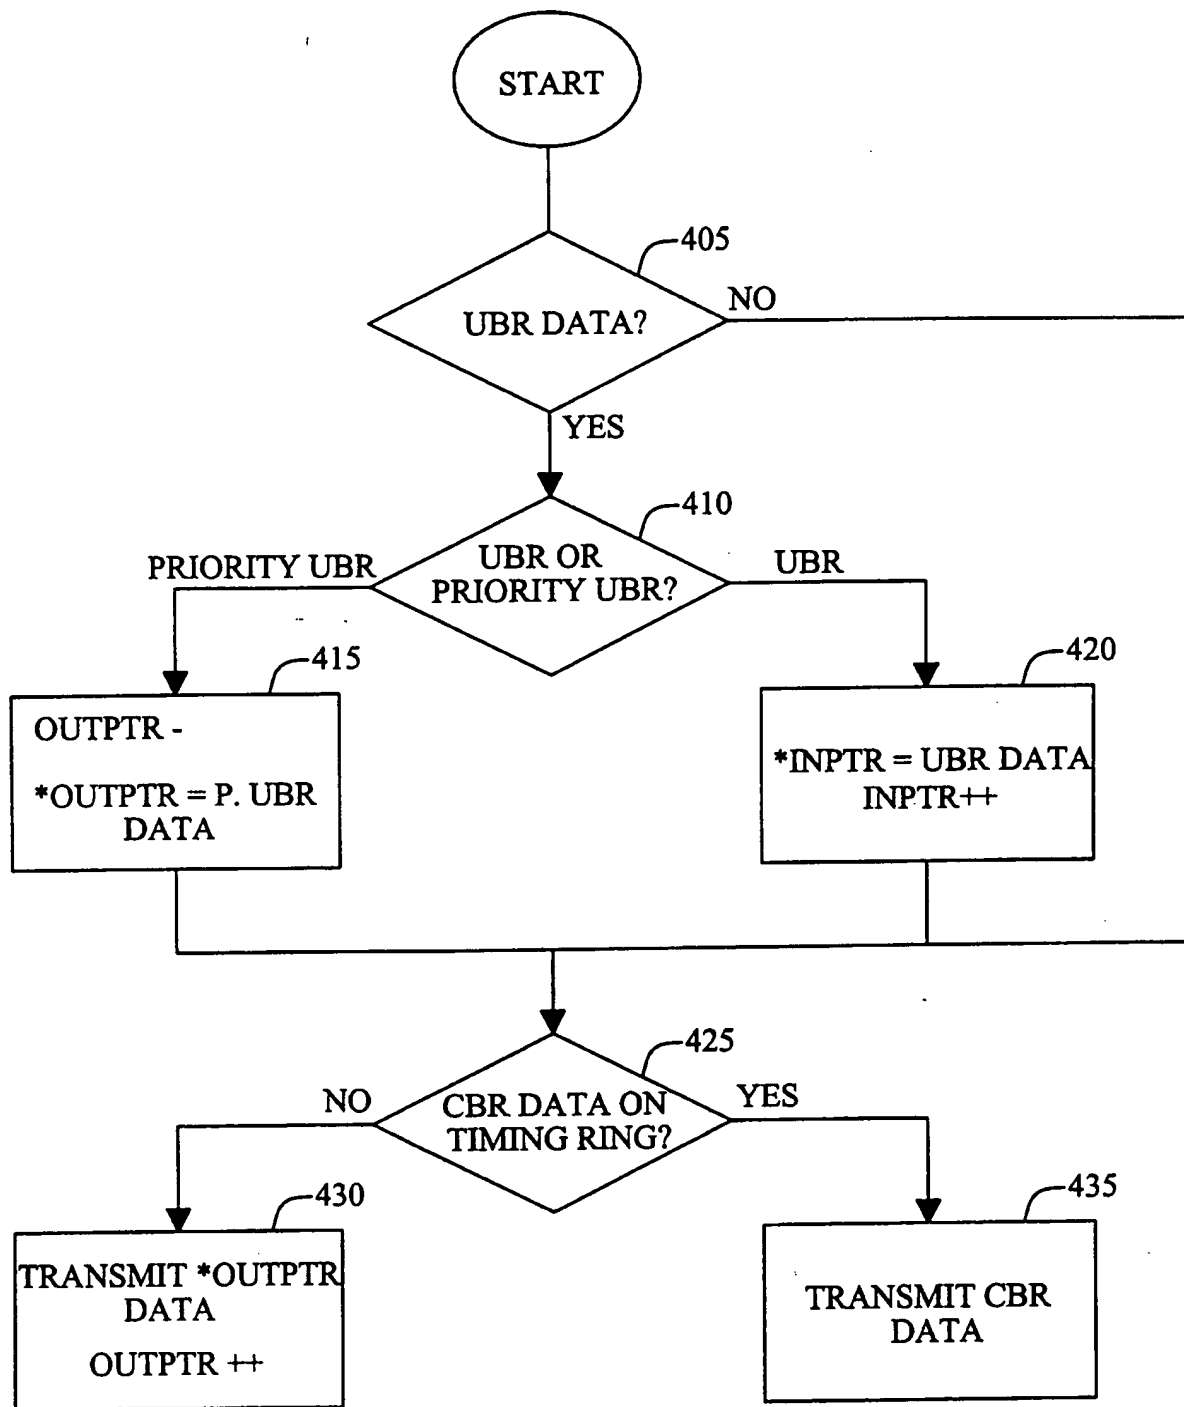 START
405
UBR DATA?
NO
YES
410
UBR OR
PRIORITY UBR?
PRIORITY UBR
UBR
415
OUTPTR -
*OUTPTR = P. UBR
DATA
420
*INPTR = UBR DATA
INPTR++
425
CBR DATA ON
TIMING RING?
NO
YES
430
TRANSMIT *OUTPTR
DATA
OUTPTR ++
435
TRANSMIT CBR
DATA